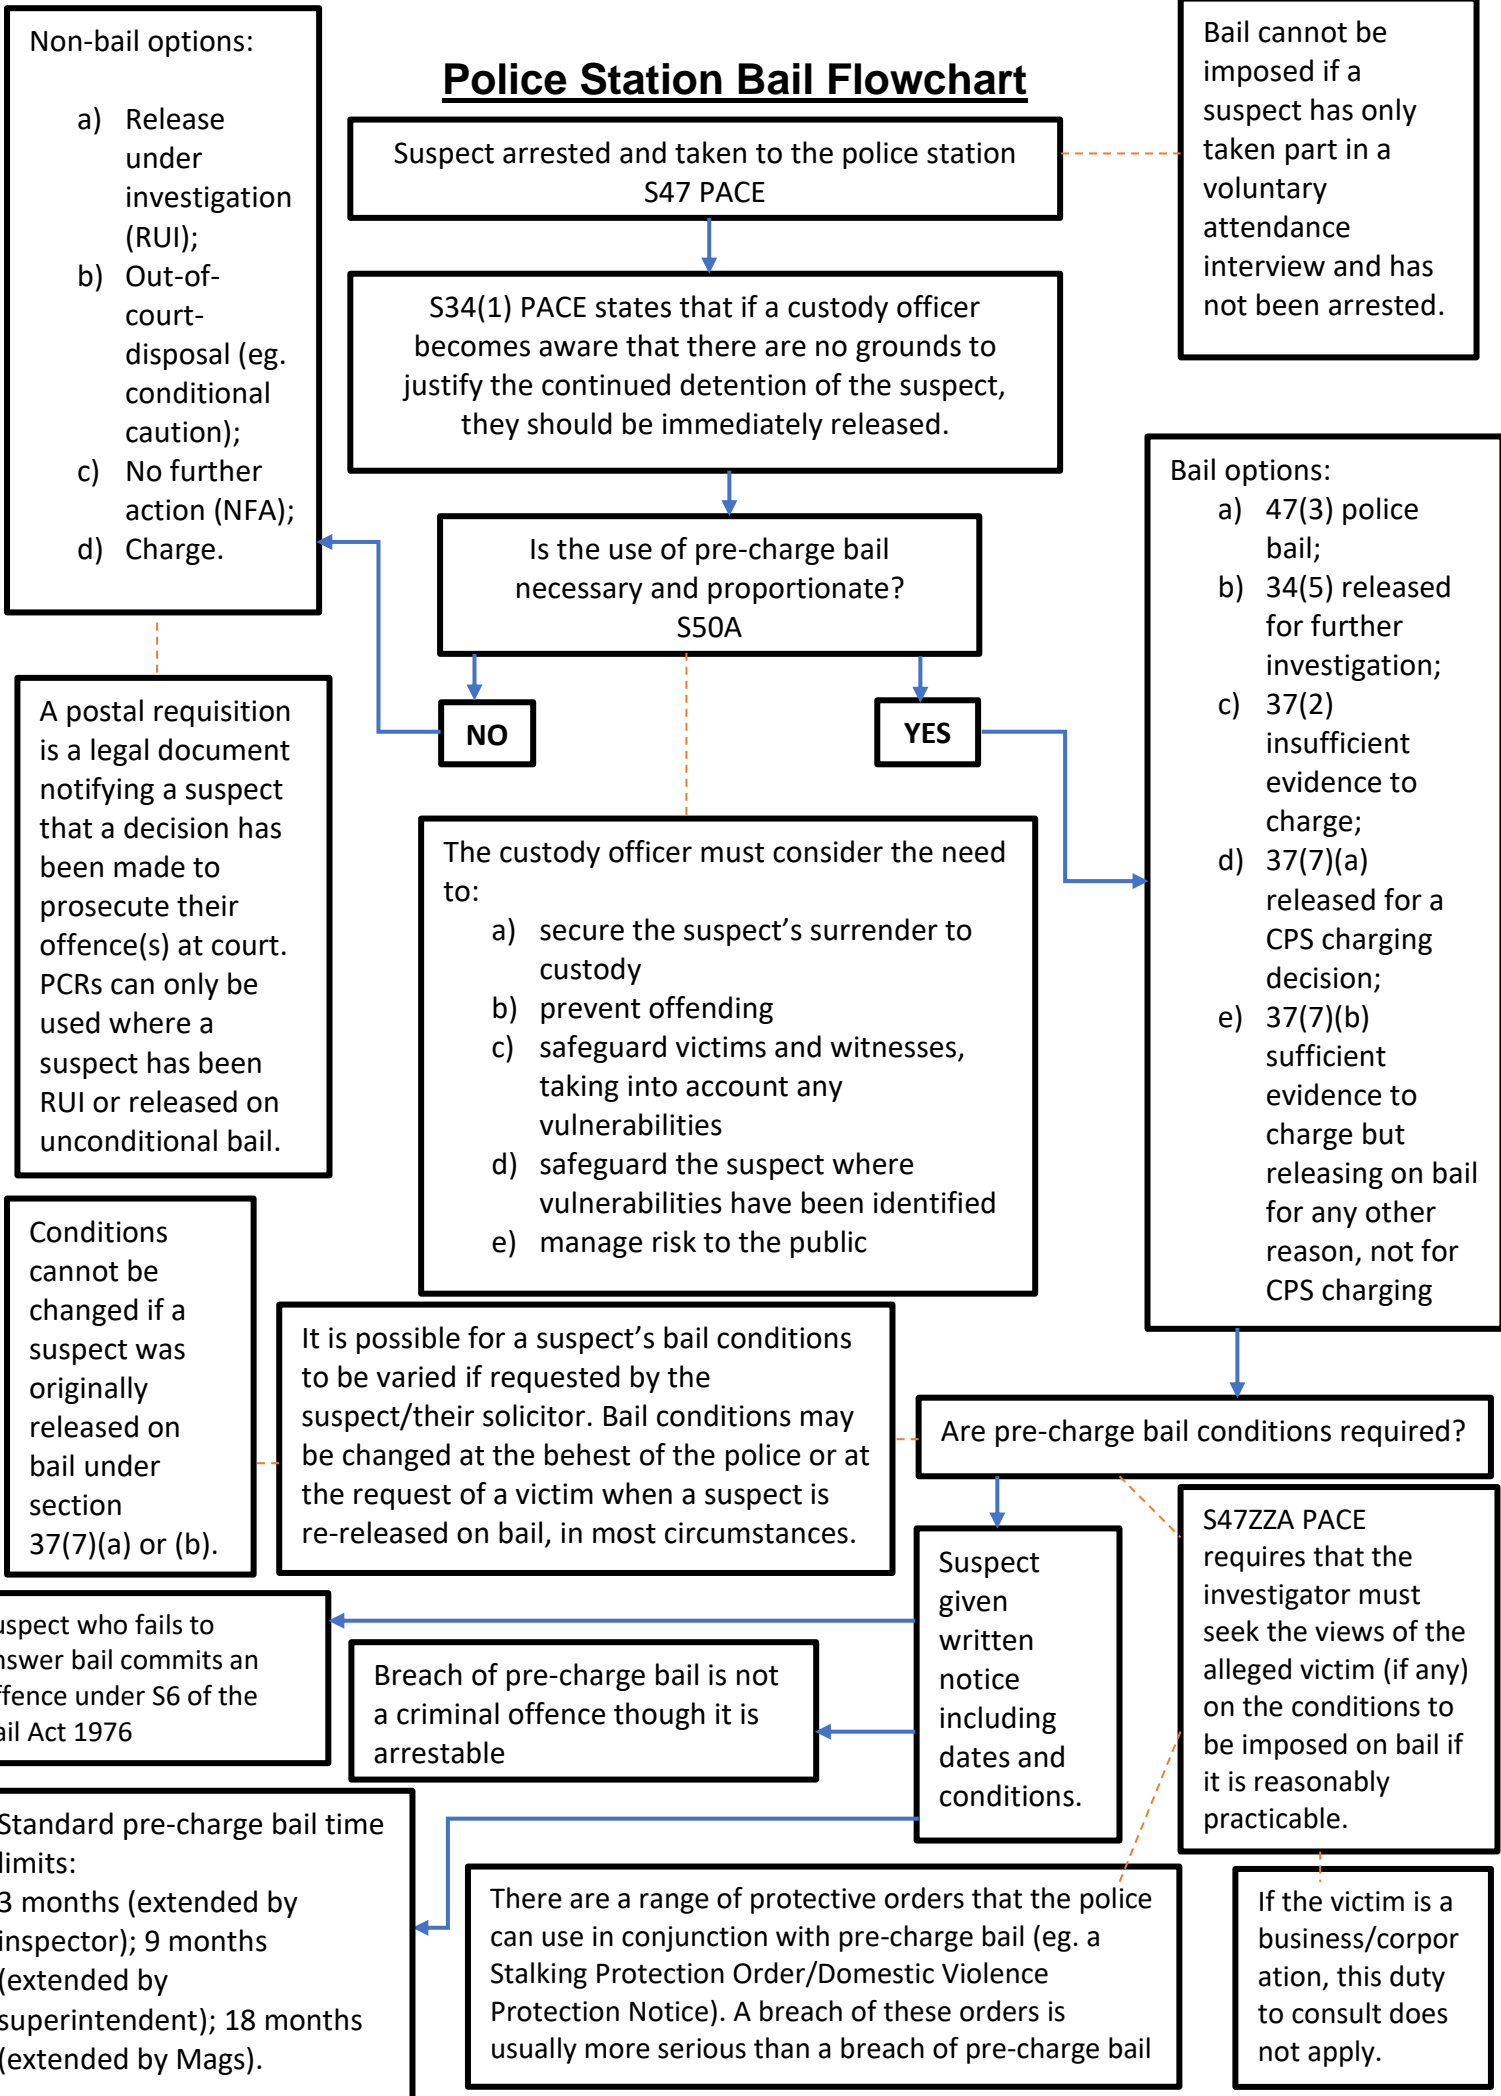 Non-bail options:
a) Release
under
investigation
(RUI);
b) Out-of-
court-
disposal (eg.
conditional
caution);
c) No further
action (NFA);
d) Charge.
Police Station Bail Flowchart
Suspect arrested and taken to the police station
S47 PACE
Bail cannot be
imposed if a
suspect has only
taken part in a
voluntary
attendance
interview and has
not been arrested.
S34(1) PACE states that if a custody officer
becomes aware that there are no grounds to
justify the continued detention of the suspect,
they should be immediately released.
Is the use of pre-charge bail
necessary and proportionate?
S50A
NO
YES
Bail options:
a) 47(3) police
bail;
b) 34(5) released
for further
investigation;
c) 37(2)
insufficient
evidence to
charge;
d) 37(7)(a)
released for a
CPS charging
decision;
e) 37(7)(b)
sufficient
evidence to
charge but
releasing on bail
for any other
reason, not for
CPS charging
A postal requisition
is a legal document
notifying a suspect
that a decision has
been made to
prosecute their
offence(s) at court.
PCRs can only be
used where a
suspect has been
RUI or released on
unconditional bail.
The custody officer must consider the need
to:
a) secure the suspect’s surrender to
custody
b) prevent offending
c) safeguard victims and witnesses,
taking into account any
vulnerabilities
d) safeguard the suspect where
vulnerabilities have been identified
e) manage risk to the public
Conditions
cannot be
changed if a
suspect was
originally
released on
bail under
section
37(7)(a) or (b).
It is possible for a suspect’s bail conditions
to be varied if requested by the
suspect/their solicitor. Bail conditions may
be changed at the behest of the police or at
the request of a victim when a suspect is
re-released on bail, in most circumstances.
Are pre-charge bail conditions required?
Suspect
given
written
notice
including
dates and
conditions.
S47ZZA PACE
requires that the
investigator must
seek the views of the
alleged victim (if any)
on the conditions to
be imposed on bail if
it is reasonably
practicable.
uspect who fails to
nswer bail commits an
ffence under S6 of the
ail Act 1976
Breach of pre-charge bail is not
a criminal offence though it is
arrestable
Standard pre-charge bail time
limits:
3 months (extended by
inspector); 9 months
(extended by
superintendent); 18 months
(extended by Mags).
There are a range of protective orders that the police
can use in conjunction with pre-charge bail (eg. a
Stalking Protection Order/Domestic Violence
Protection Notice). A breach of these orders is
usually more serious than a breach of pre-charge bail
If the victim is a
business/corpor
ation, this duty
to consult does
not apply.